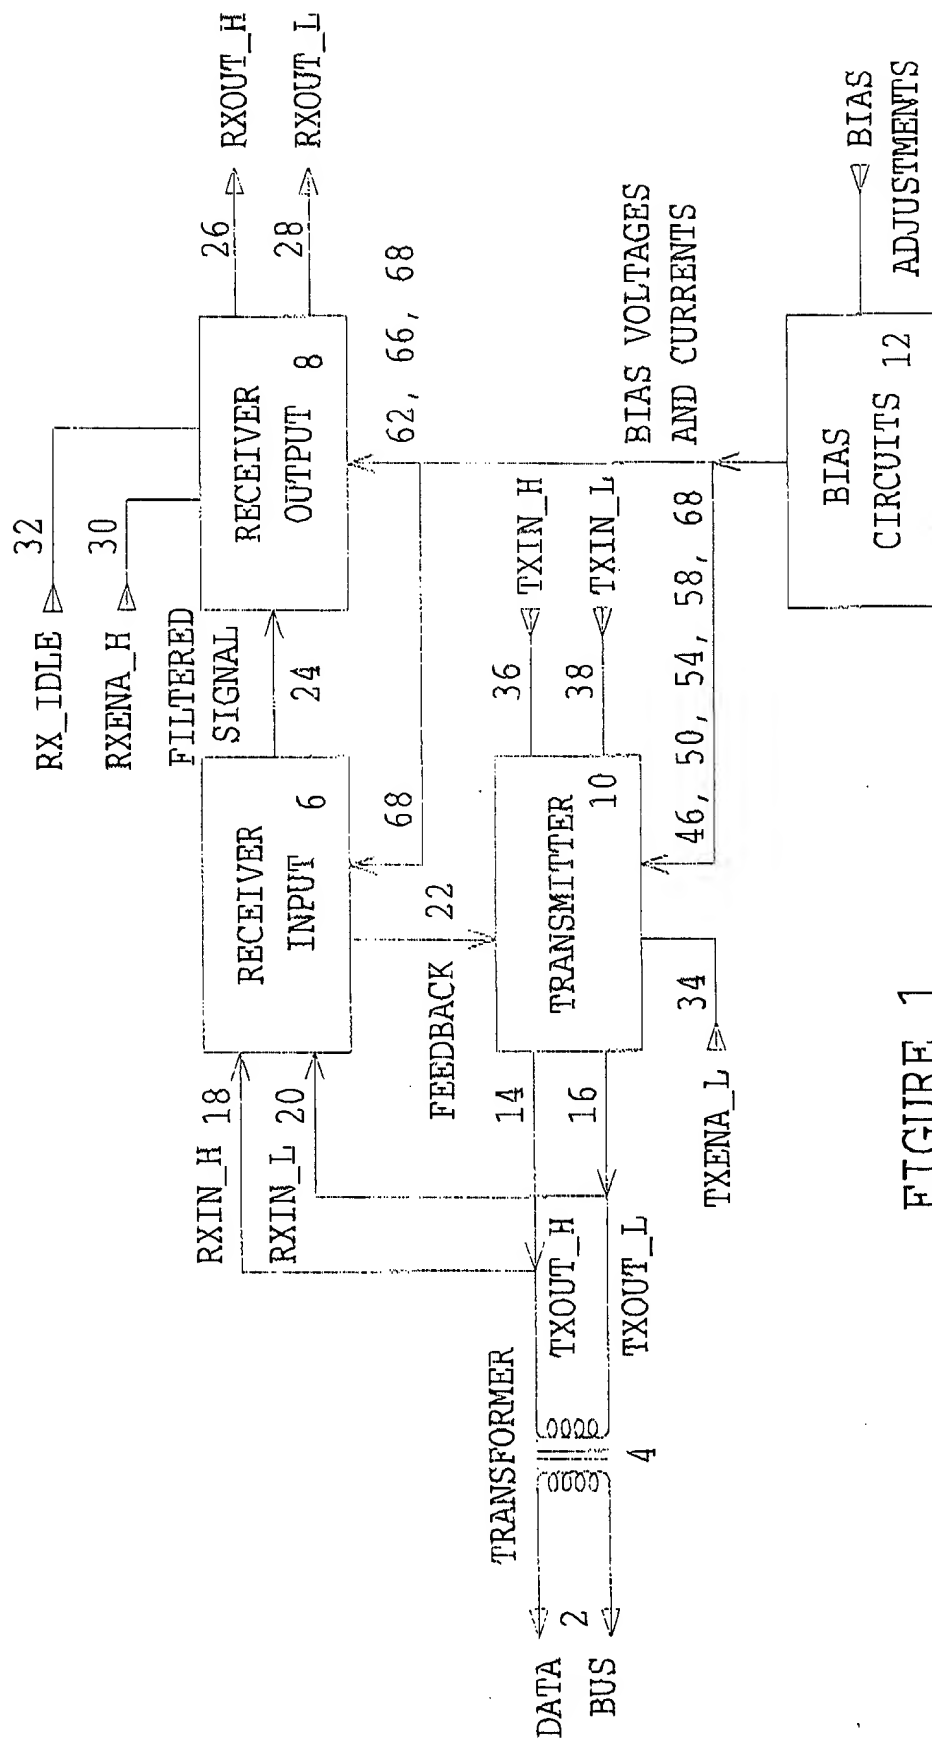 RX_IDLE
32
RXENA_H
30
FILTERED
SIGNAL
24
RECEIVER
OUTPUT
8
26
RXOUT_H
28
RXOUT_L
RXIN_H
18
RXIN_L
20
RECEIVER
INPUT
6
68
62, 66, 68
FEEDBACK
22
TRANSFORMER
14
16
TRANSMITTER
10
36
TXIN_H
38
TXIN_L
BIAS VOLTAGES
AND CURRENTS
DATA
BUS
2
4
TXOUT_H
TXOUT_L
TXENA_L
34
46, 50, 54, 58, 68
BIAS
CIRCUITS
12
BIAS
ADJUSTMENTS
FIGURE 1